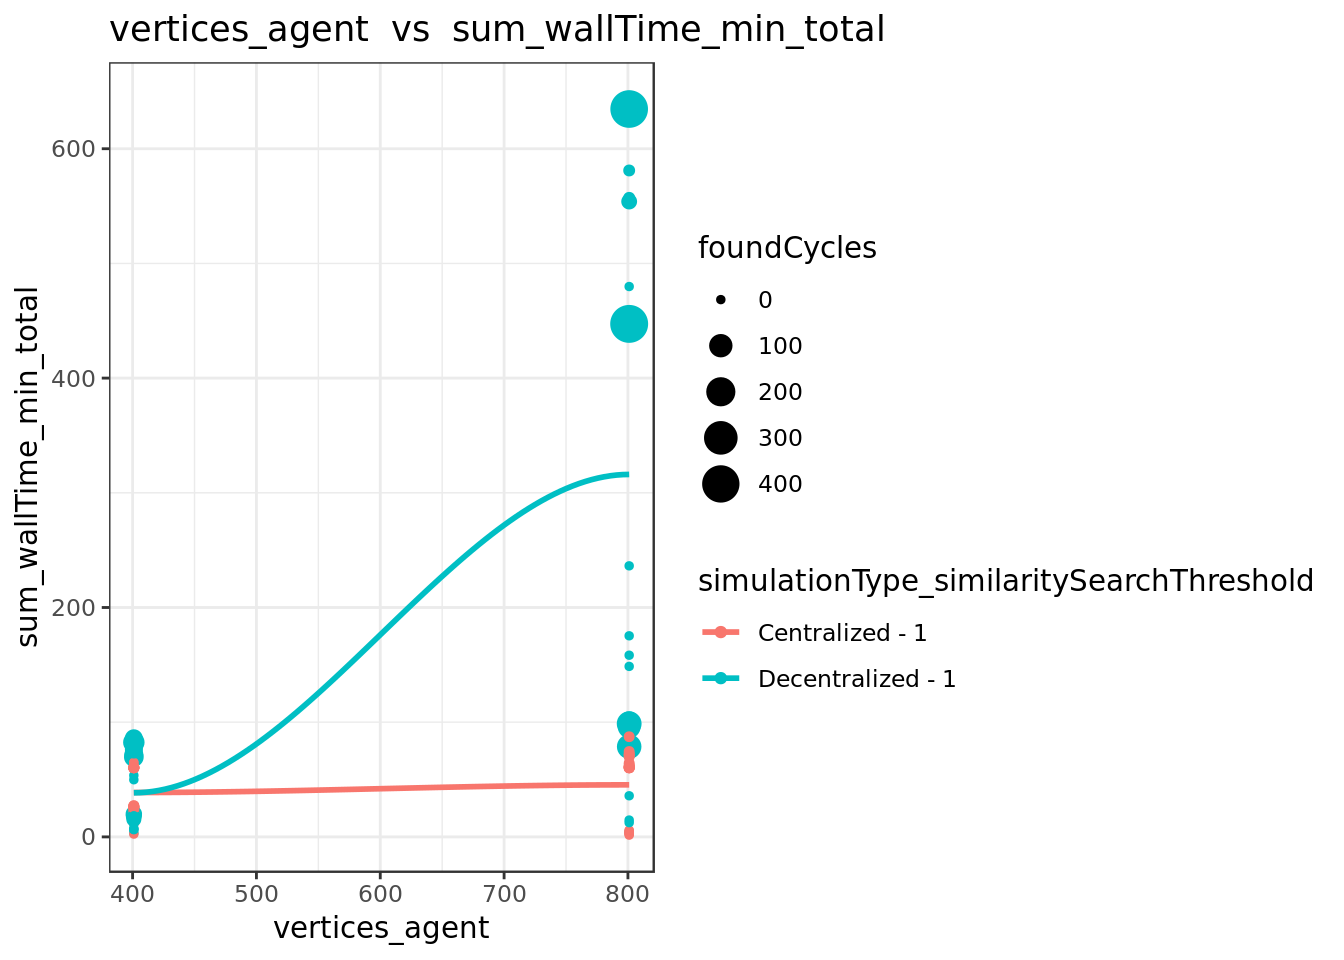 vertices_agent  vs  sum_wallTime_min_total
sum_wallTime_min_total
600
400
200
0
400 500 600 700 800
vertices_agent
foundCycles
0
100
200
300
400
simulationType_similaritySearchThreshold
Centralized - 1
Decentralized - 1